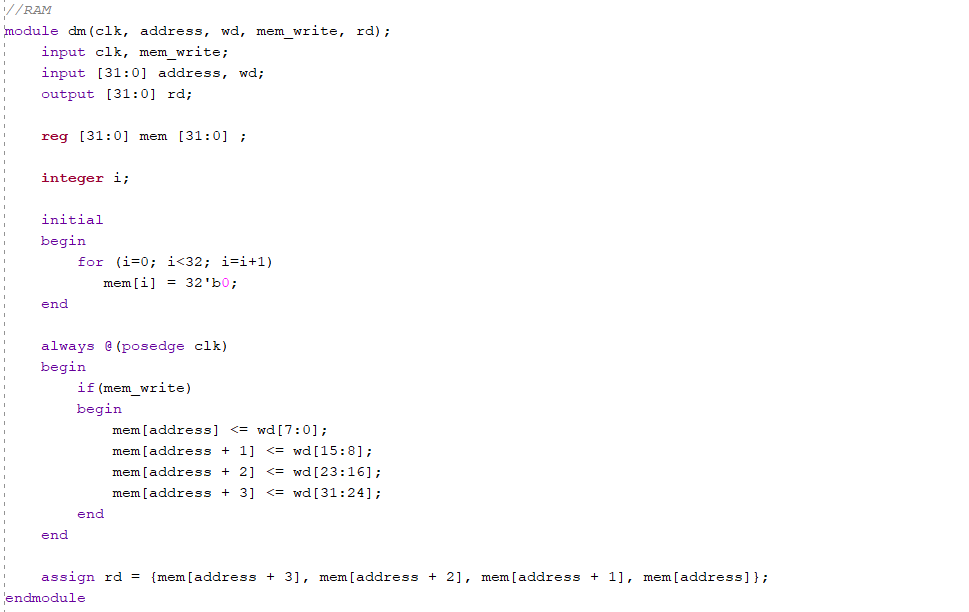 //RAM
module dm(clk, address, wd, mem_write, rd);
input clk, mem_write;
input [31:0] address, wd;
output [31:0] rd;
reg [31:0] mem [31:0] ;
integer i;
initial
begin
for (i=0; i<32; i=i+1)
mem[i] = 32'b0;
end
always @(posedge clk)
begin
if(mem_write)
begin
mem[address] <= wd[7:0];
mem[address + 1] <= wd[15:8];
mem[address + 2] <= wd[23:16];
mem[address + 3] <= wd[31:24];
end
end
assign rd = {mem[address + 3], mem[address + 2], mem[address + 1], mem[address]};
endmodule